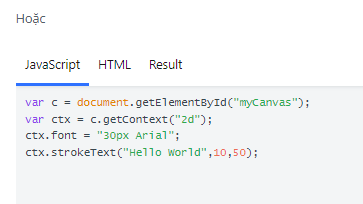 Hoặc
JavaScript HTML Result
var c = document.getElementById("myCanvas");
var ctx = c.getContext("2d");
ctx.font = "30px Arial";
ctx.strokeText("Hello World",10,50);